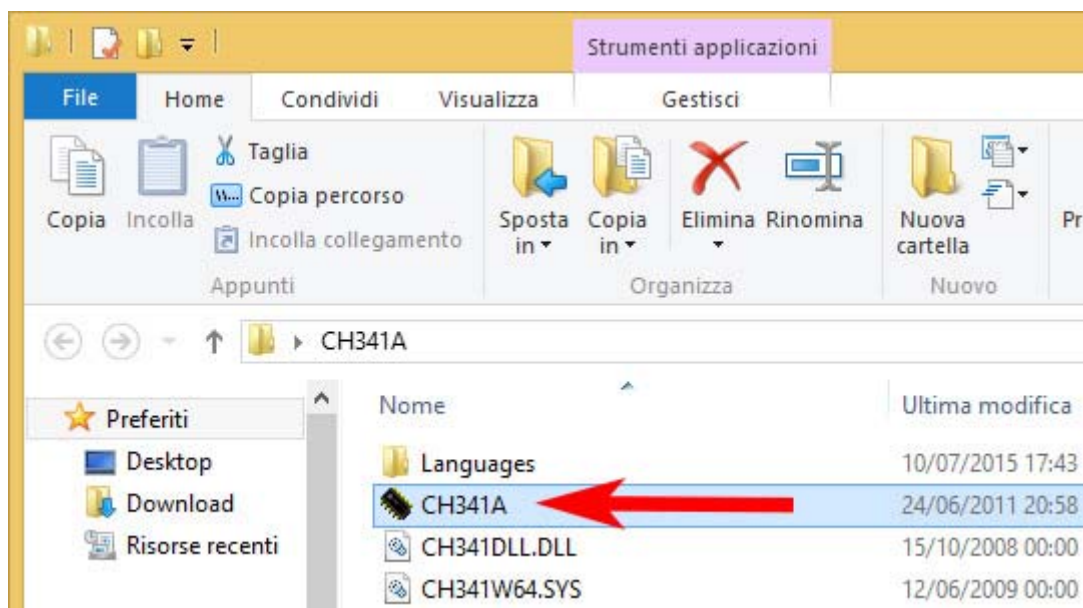 Strumenti applicazioni
File Home Condividi Visualizza Gestisci
Copia Incolla Taglia Copia percorso Incolla collegamento
Sposta in Copia in Elimina Rinomina
Nuova cartella
Appunti Organizza Nuovo
CH341A
Nome Ultima modifica
Preferiti
Desktop
Download
Risorse recenti
Languages 10/07/2015 17:43
CH341A 24/06/2011 20:58
CH341DLL.DLL 15/10/2008 00:00
CH341W64.SYS 12/06/2009 00:00